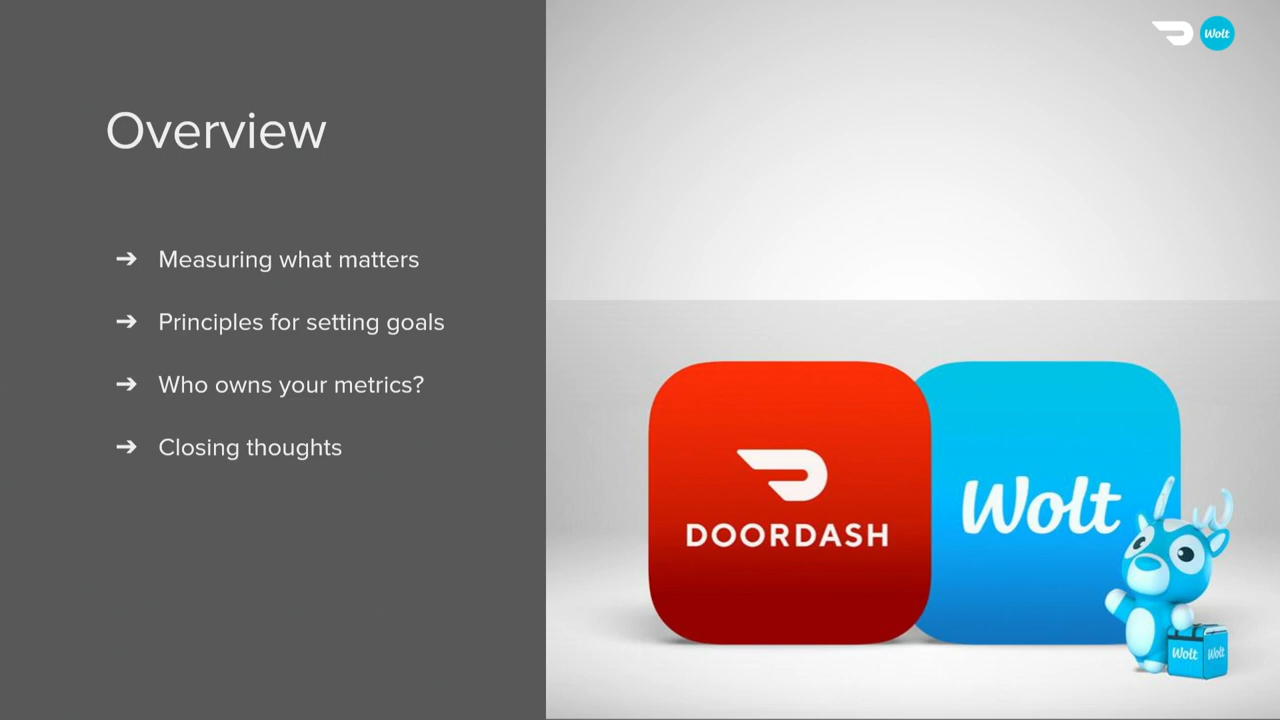 Wolt
Overview
➔ Measuring what matters
➔ Principles for setting goals
➔ Who owns your metrics?
➔ Closing thoughts
DOORDASH
Wolt
Wolt
Wolt